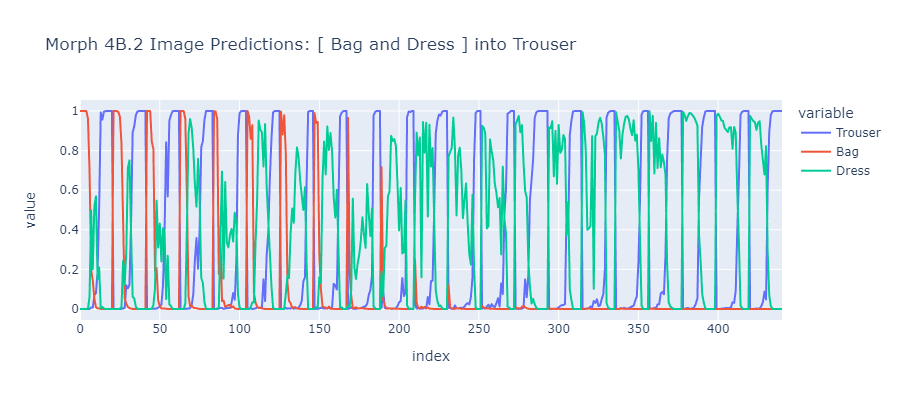 Morph 4B.2 Image Predictions: [ Bag and Dress ] into Trouser
variable
Trouser
Bag
Dress
value
1
0.8
0.6
0.4
0.2
0
0 50 100 150 200 250 300 350 400
index